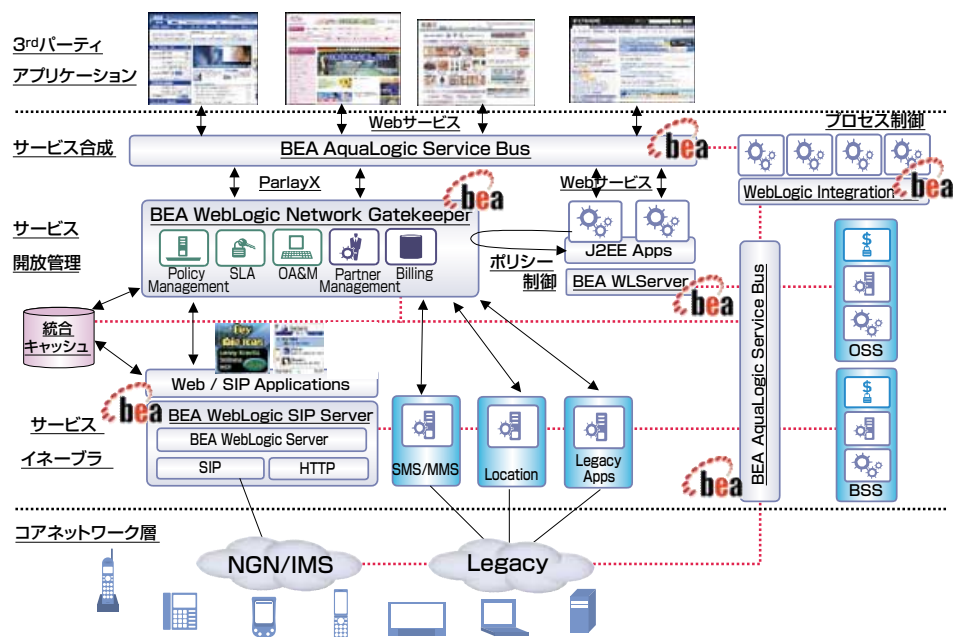 3rdパーティ
アプリケーション
Webサービス
プロセス制御
サービス合成
BEA AquaLogic Service Bus
bea
ParlayX
Webサービス
WebLogic Integration
bea
bea
サービス
開放管理
BEA WebLogic Network Gatekeeper
Policy
Management
SLA
OA&M
Partner
Management
Billing
J2EE Apps
ポリシー
制御
BEA WLServer
bea
BEA AquaLogic Service Bus
$
OSS
統合
キャッシュ
Web / SIP Applications
bea
サービス
イネーブラ
BEA WebLogic SIP Server
BEA WebLogic Server
SIP
HTTP
SMS/MMS
Location
Legacy
Apps
bea
$
BSS
コアネットワーク層
NGN/IMS
Legacy